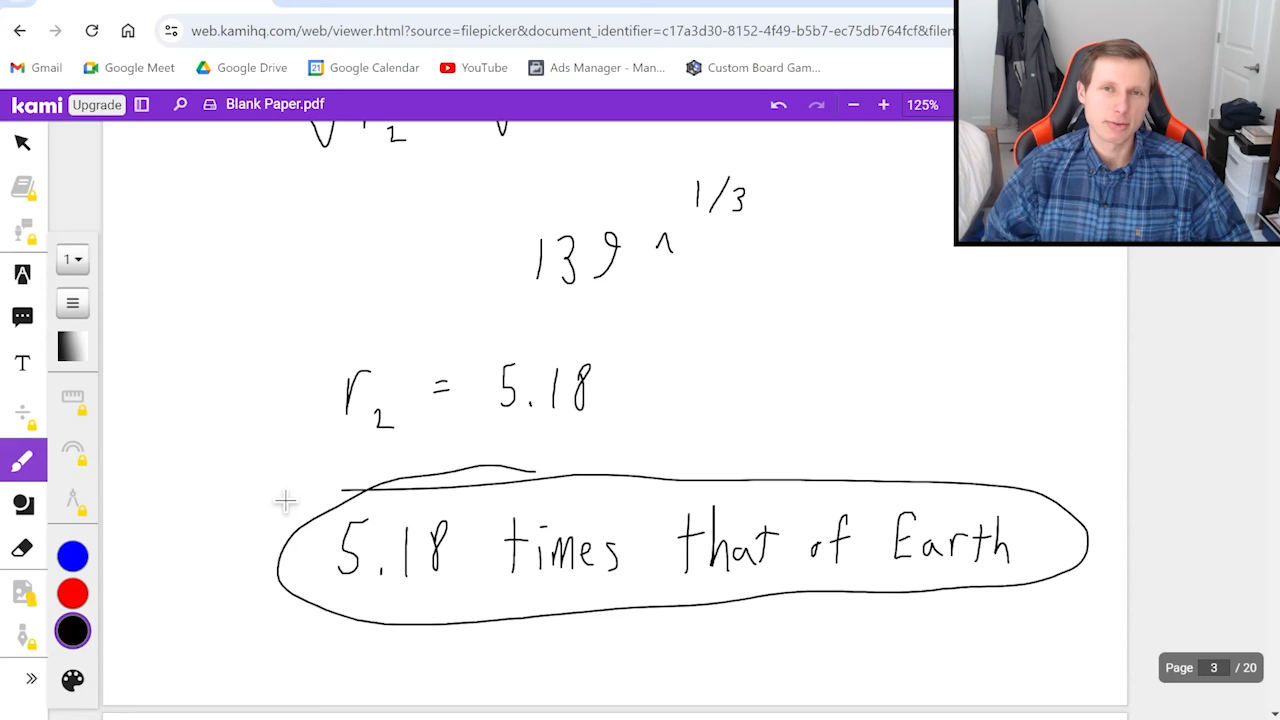 web.kamihq.com/web/viewer.html?source=filepicker&document_identifier=c17a3d30-8152-4f49-b5b7-ec75db764fcf&filen
Gmail Google Meet Google Drive Google Calendar YouTube Ads Manager - Man... Custom Board Gam...
kami Upgrade Blank Paper.pdf 125%
√r₂ √
1/3
139 ^
1
r₂ = 5.18
5.18 times that of Earth
T
Page 3 / 20